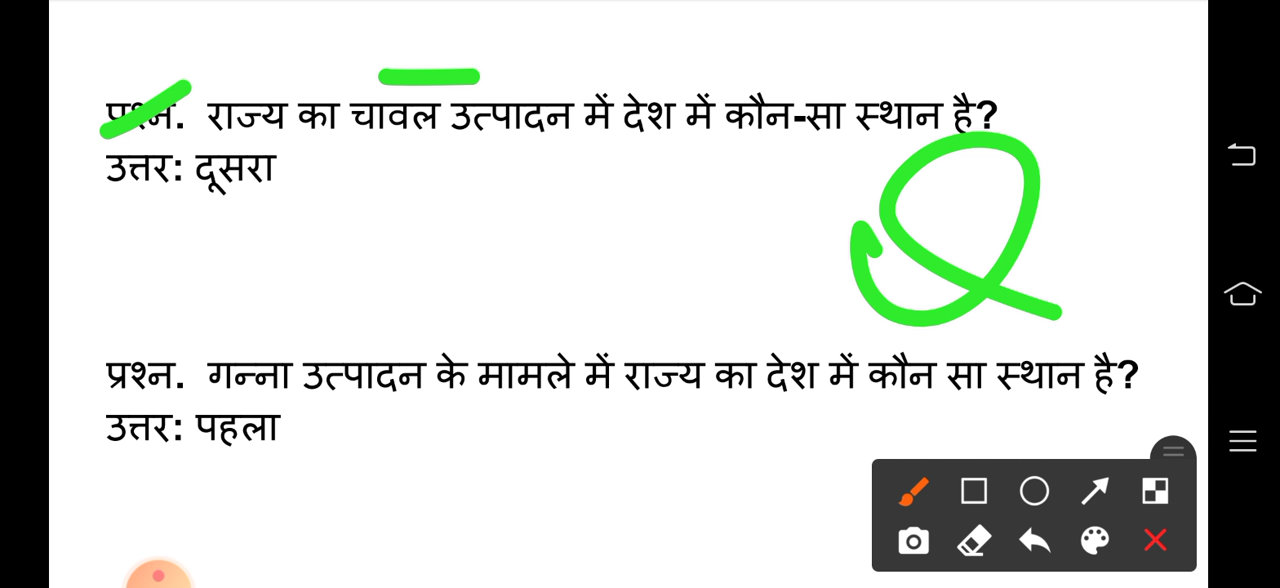 प्रश्न. राज्य का चावल उत्पादन में देश में कौन-सा स्थान है?
उत्तर: दूसरा
प्रश्न. गन्ना उत्पादन के मामले में राज्य का देश में कौन सा स्थान है?
उत्तर: पहला